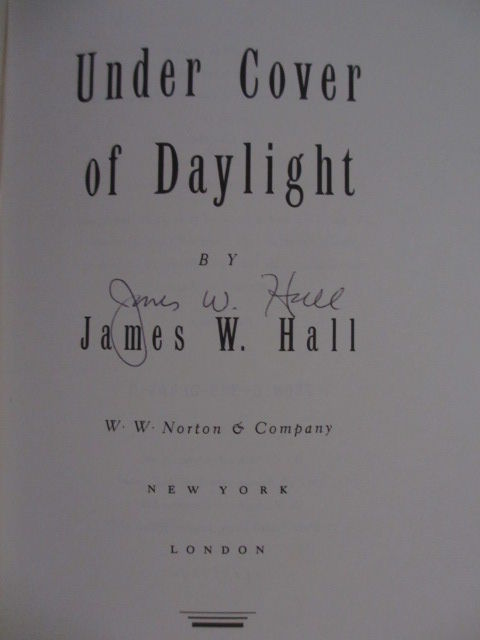 Under Cover
of Daylight
BY
James W. Hall
James W. Hall
W. W. Norton & Company
NEW YORK
LONDON